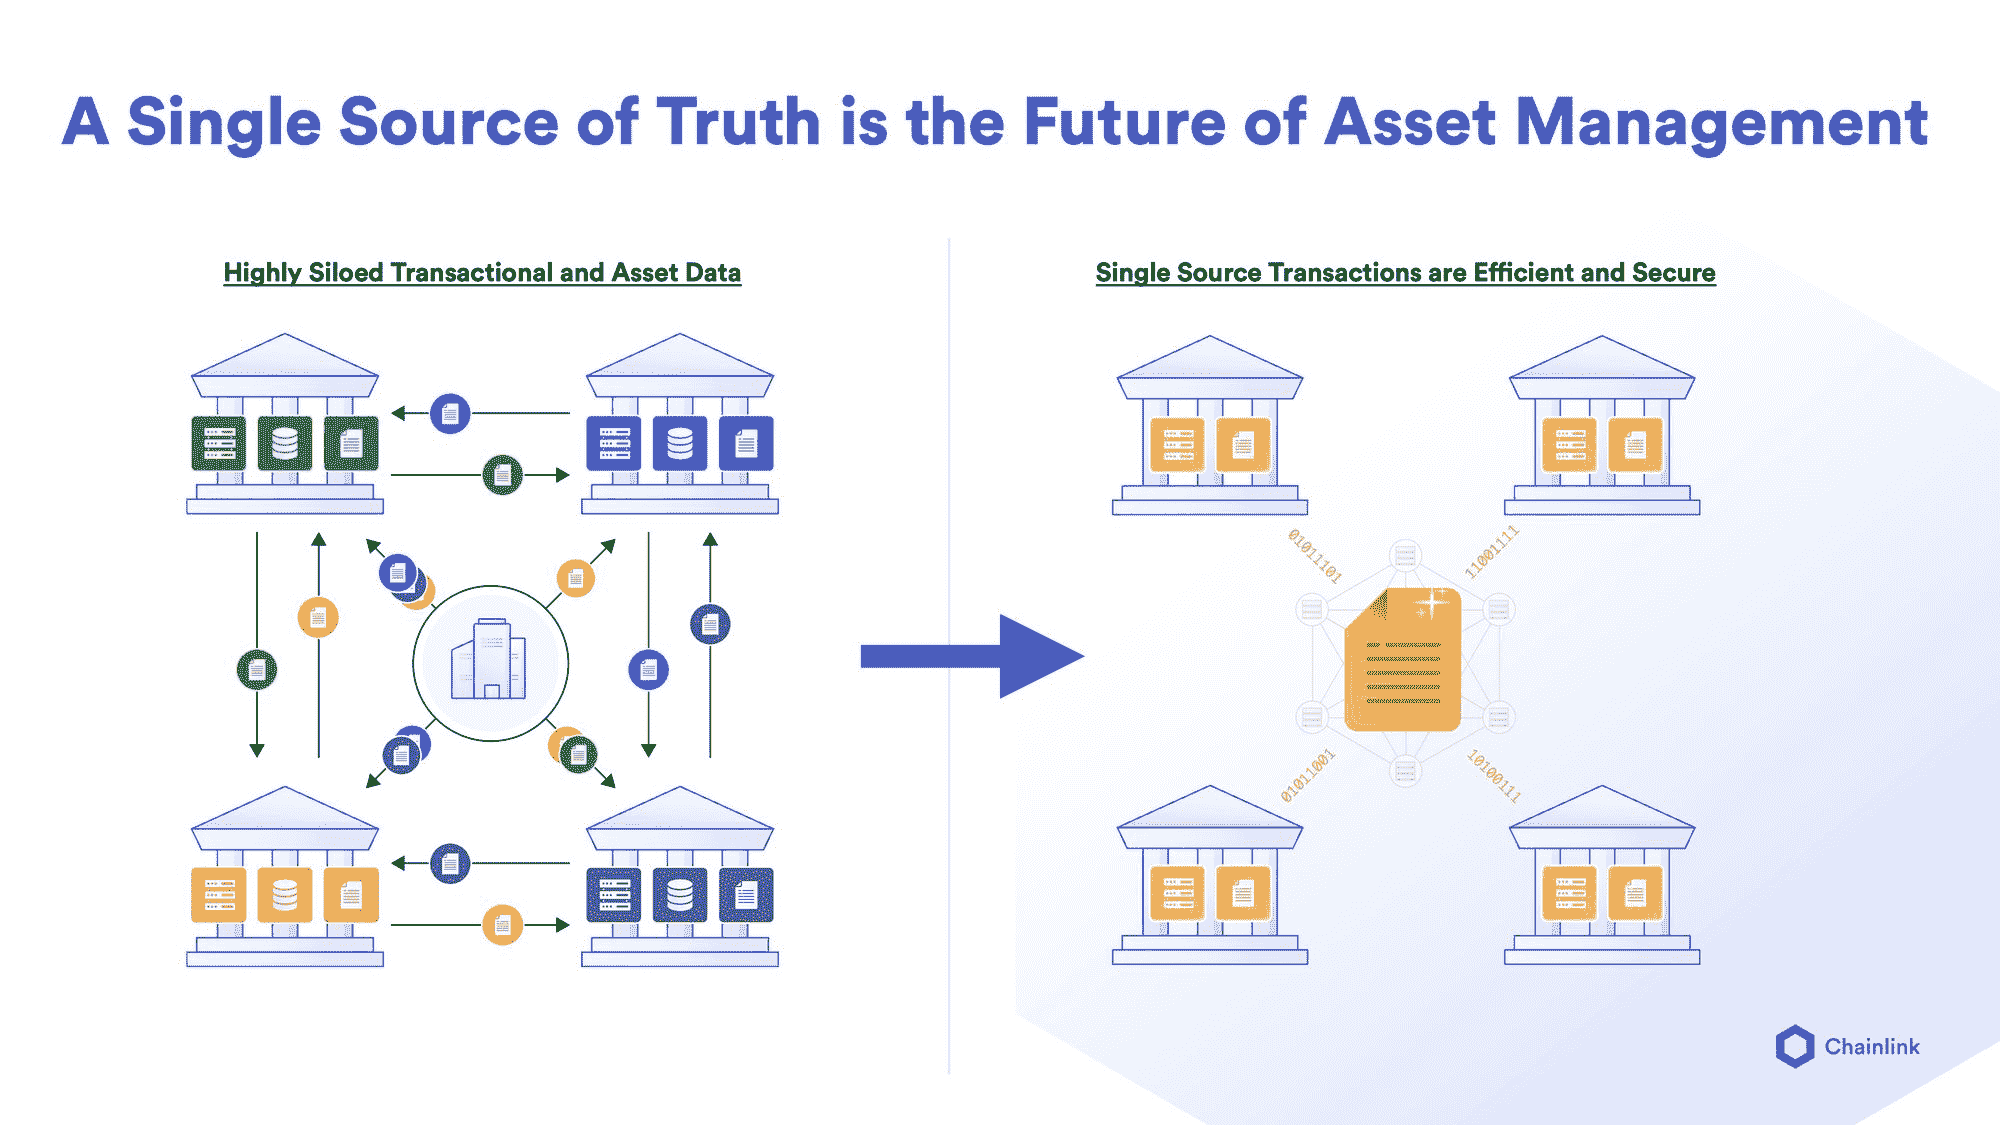 A Single Source of Truth is the Future of Asset Management
Highly Siloed Transactional and Asset Data
Single Source Transactions are Efficient and Secure
01011101
11001111
01011001
10100111
Chainlink